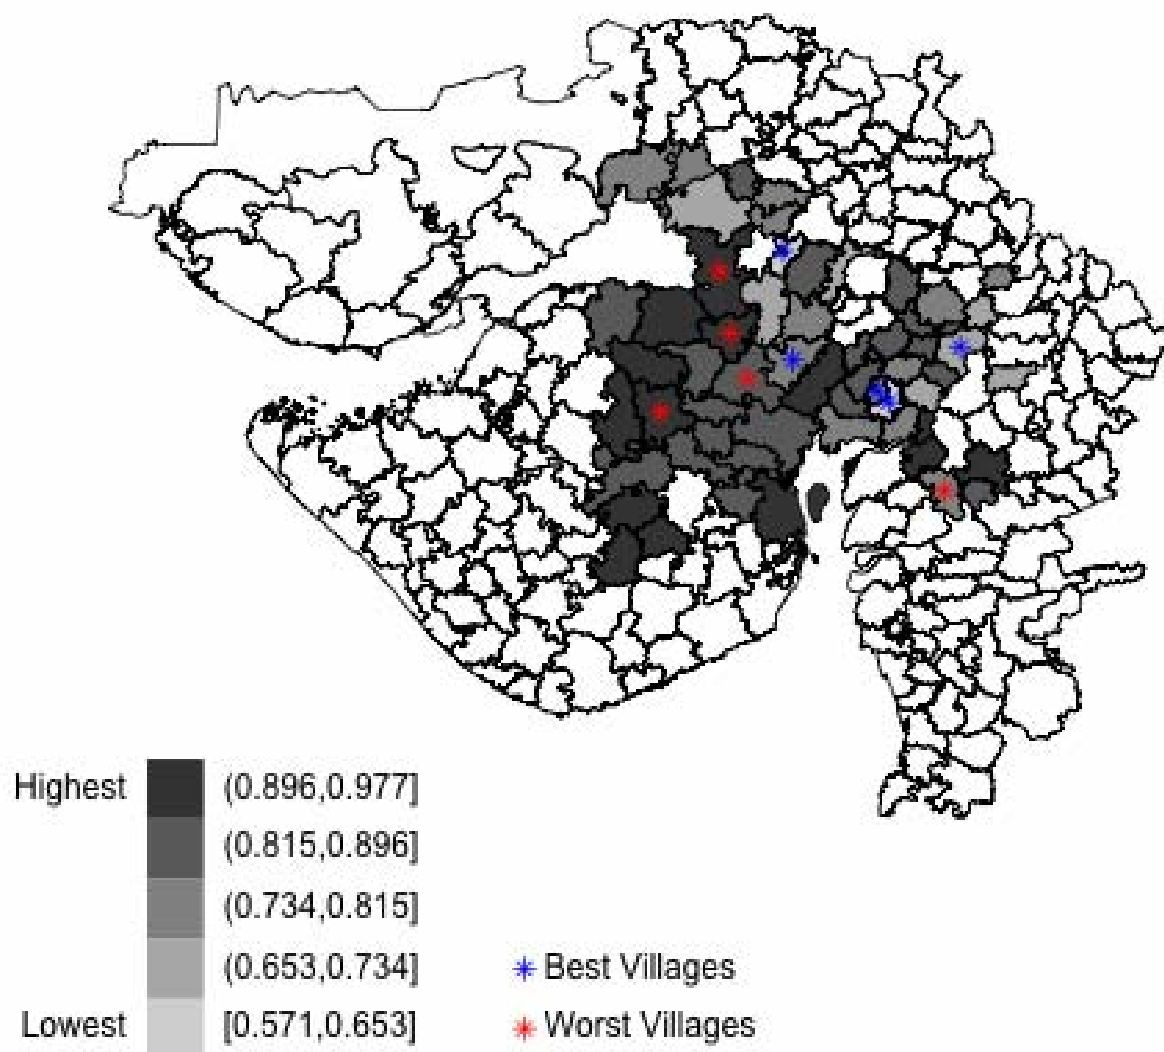 Highest (0.896,0.977]
(0.815,0.896]
(0.734,0.815]
(0.653,0.734] Best Villages
Lowest [0.571,0.653] Worst Villages